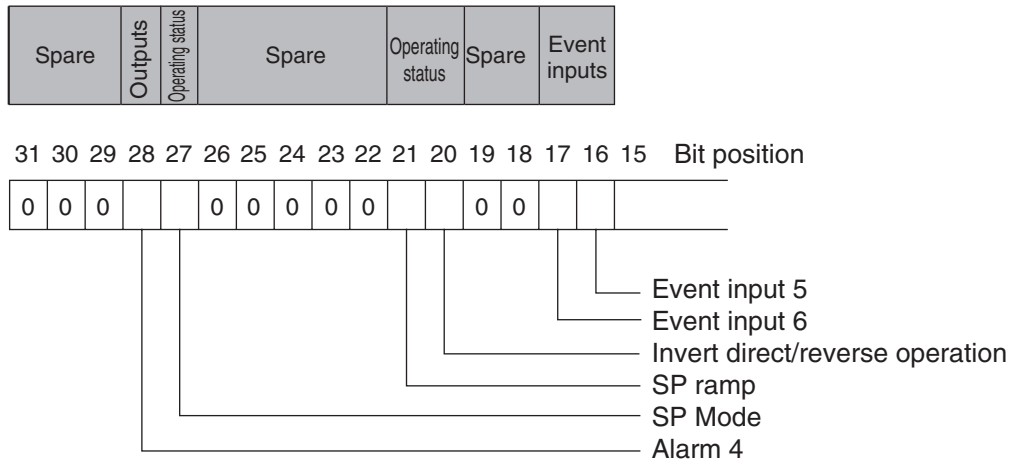 Spare Outputs Operating status Spare Operating status Spare Event inputs
31 30 29 28 27 26 25 24 23 22 21 20 19 18 17 16 15 Bit position
0 0 0 0 0 0 0 0 0 0
Event input 5
Event input 6
Invert direct/reverse operation
SP ramp
SP Mode
Alarm 4